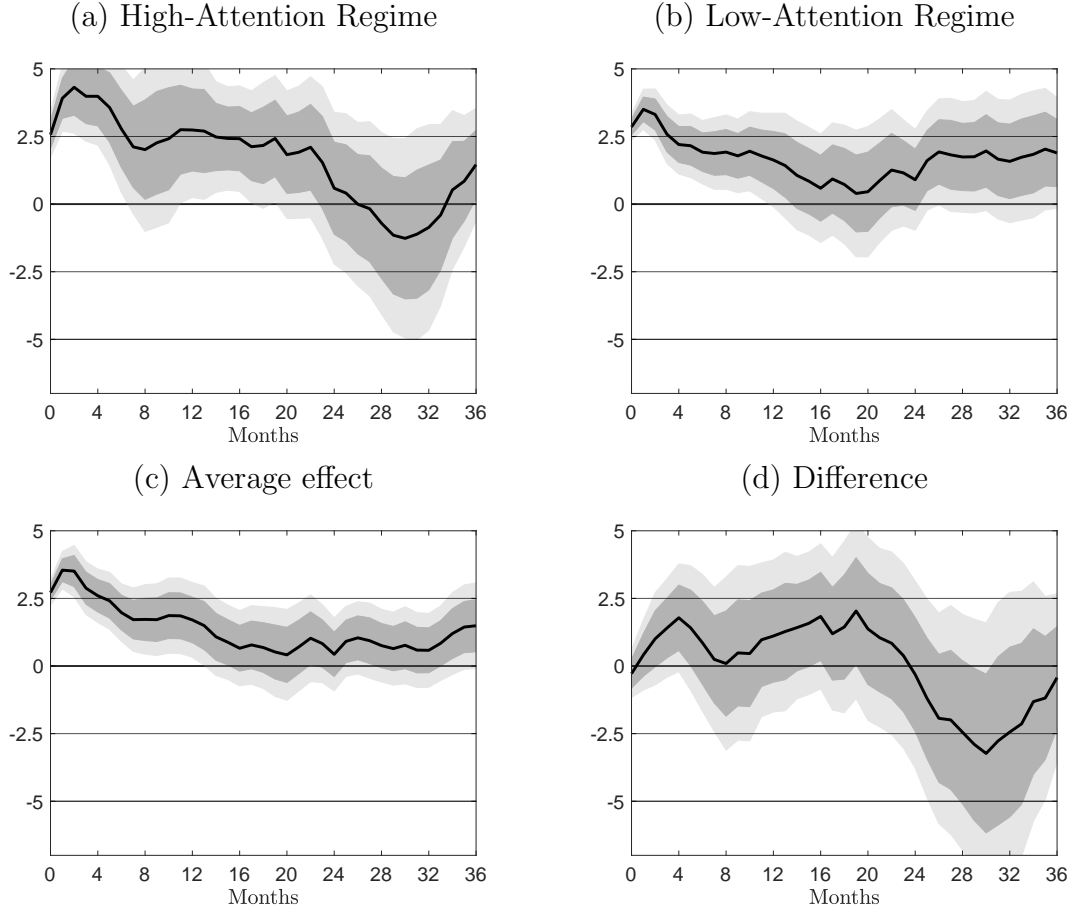 (a) High-Attention Regime
5
2.5
0
-2.5
-5
0 4 8 12 16 20 24 28 32 36
Months
(b) Low-Attention Regime
5
2.5
0
-2.5
-5
0 4 8 12 16 20 24 28 32 36
Months
(c) Average effect
5
2.5
0
-2.5
-5
0 4 8 12 16 20 24 28 32 36
Months
(d) Difference
5
2.5
0
-2.5
-5
0 4 8 12 16 20 24 28 32 36
Months